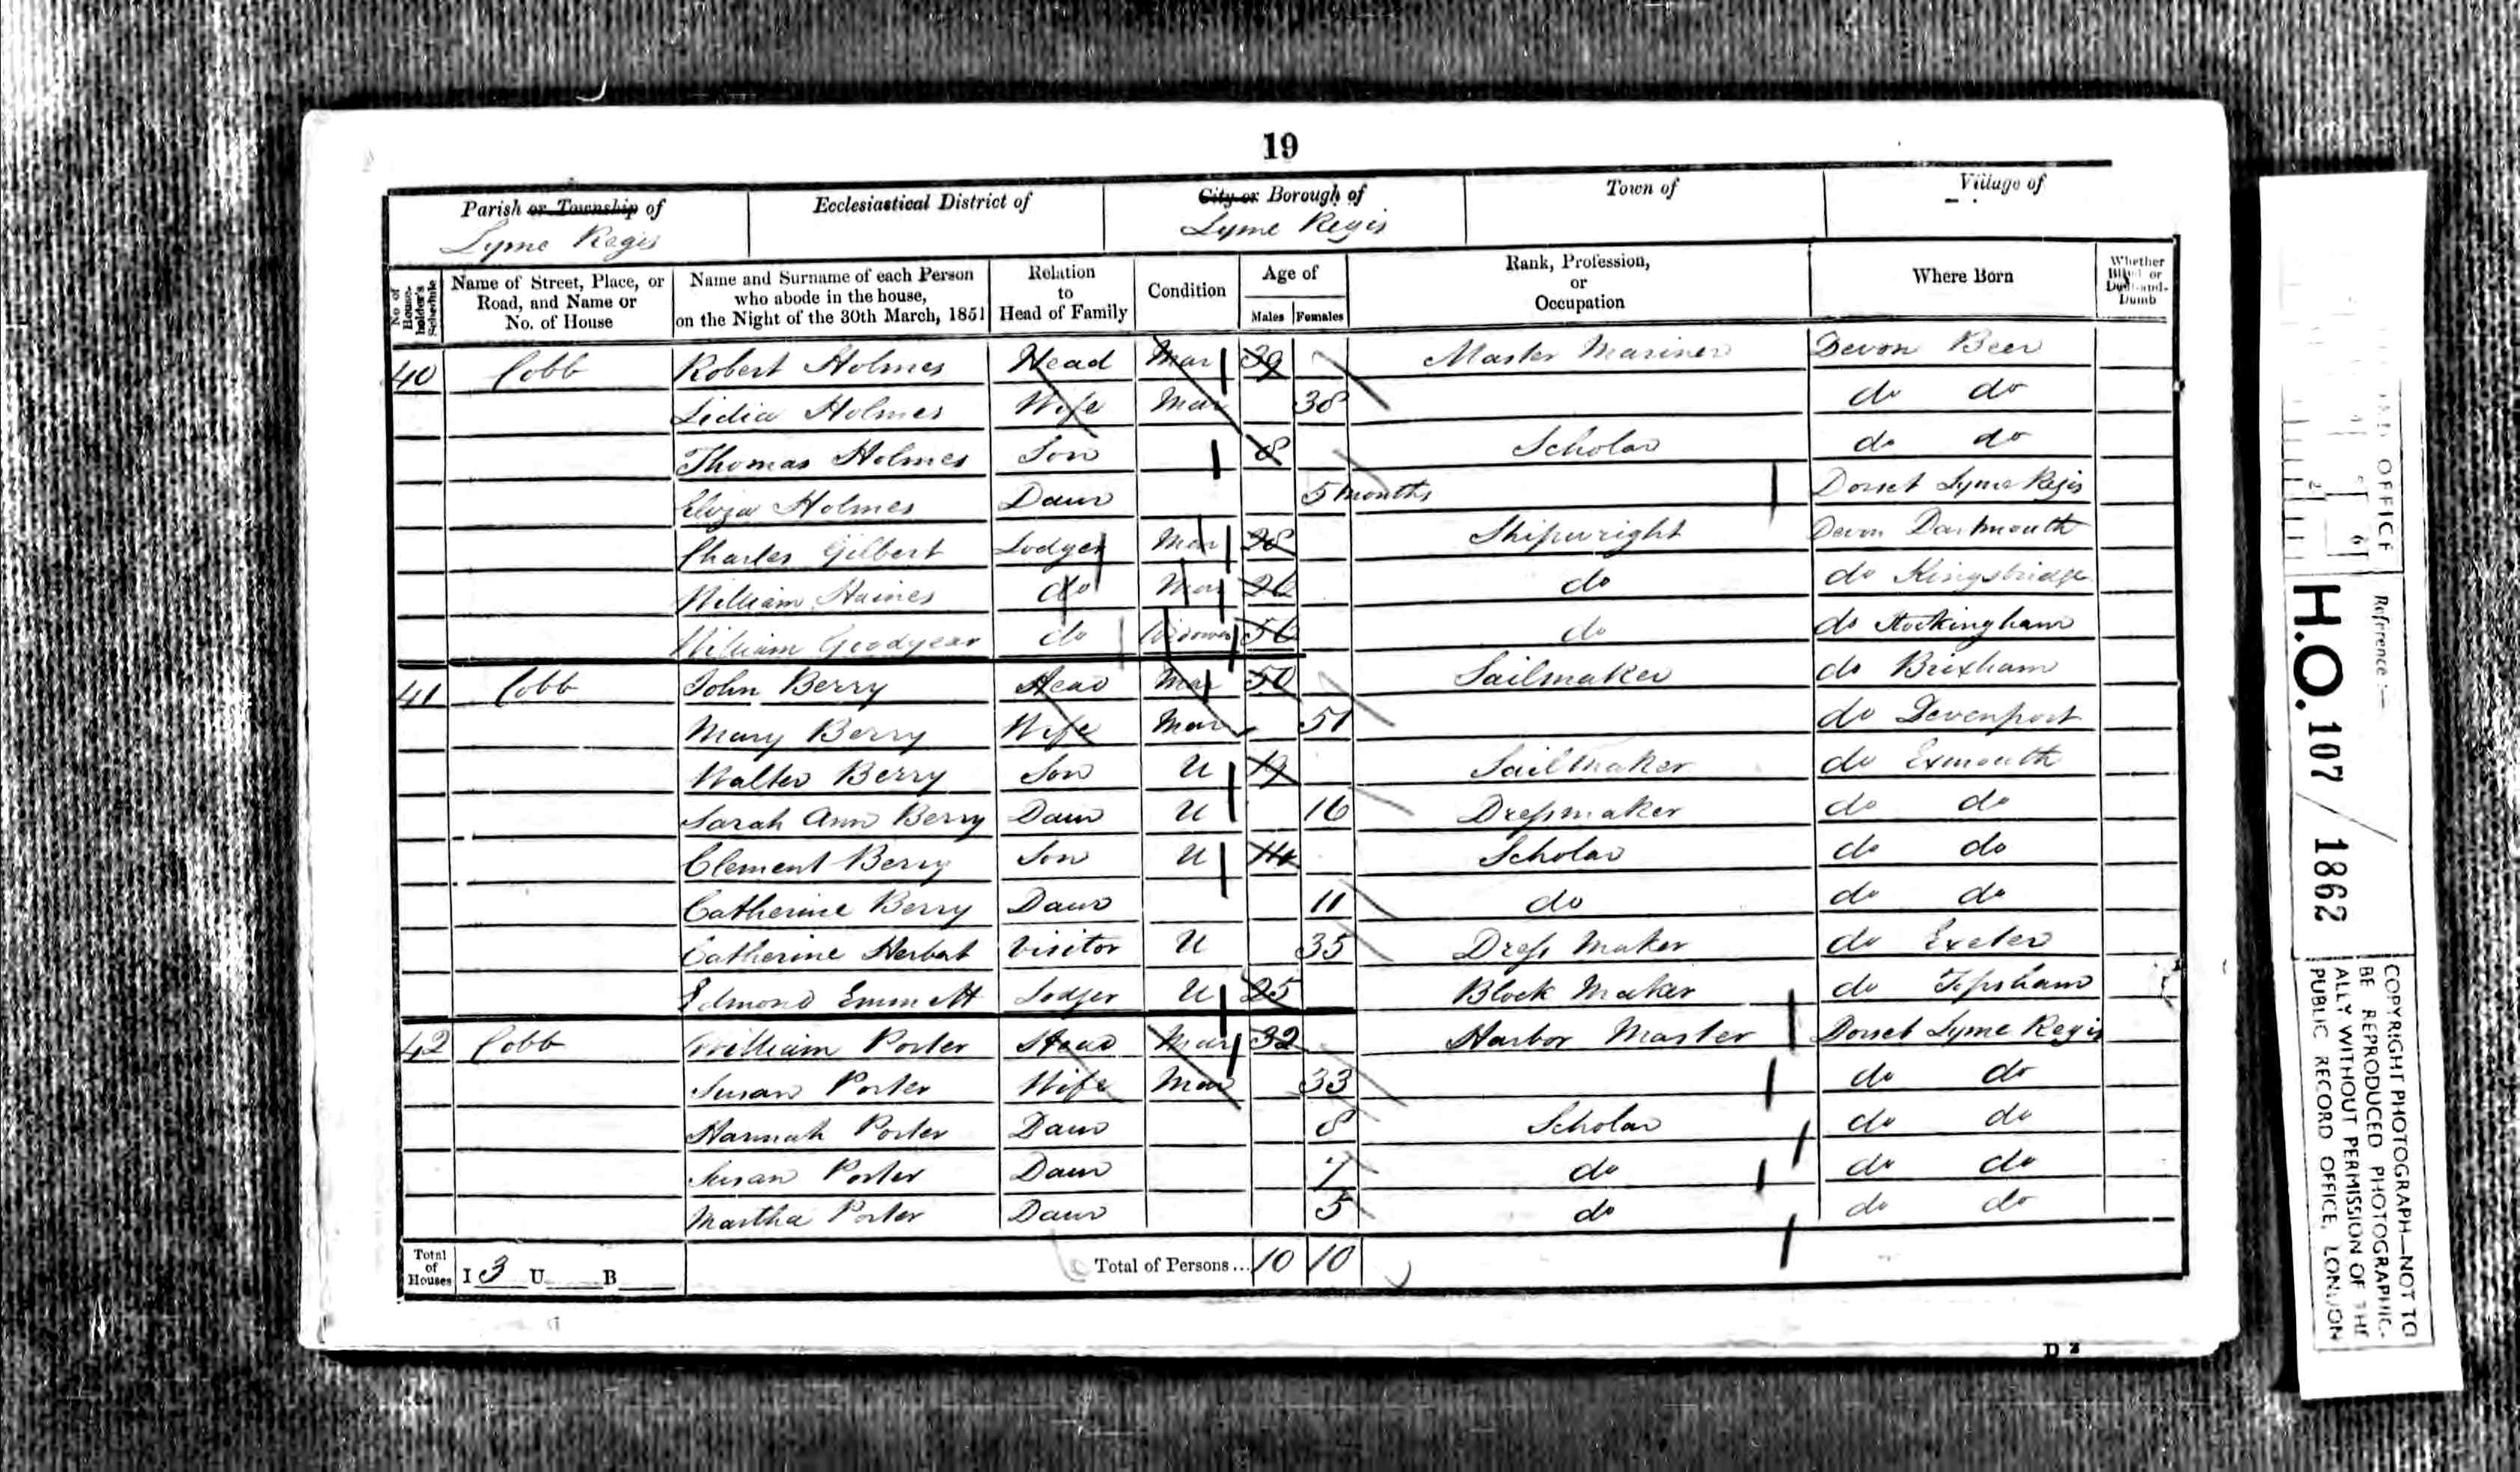 19
Parish or Township of
Lyme Regis
Ecclesiastical District of
City or Borough of
Lyme Regis
Town of
Village of
No of House-holder's Schedule
Name of Street, Place, or Road, and Name or No. of House
Name and Surname of each Person who abode in the house, on the Night of the 30th March, 1851
Relation to Head of Family
Condition
Age of
Males Females
Rank, Profession, or Occupation
Where Born
Whether Blind or Deaf-and-Dumb
40 Cobb Robert Holmes Head Mar 39 Master Mariner Devon Beer
Lidia Holmes Wife Mar 38 do do
Thomas Holmes Son 8 Scholar do do
Eliza Holmes Daur 5 months Dorset Lyme Regis
Charles Gilbert Lodger Mar 28 Shipwright Devon Dartmouth
William Haines do Mar 26 do do Kingsbridge
William Goodyear do Widower 56 do do
41 Cobb John Berry Head Mar 50 Sailmaker do Brixham
Mary Berry Wife Mar 51 do Devenport
Walter Berry Son U 19 Sailmaker do Exmouth
Sarah Ann Berry Daur U 16 Dressmaker do do
Clement Berry Son U 14 Scholar do do
Catherine Berry Daur 11 do do do
Catherine Herbert Visitor U 35 Dress Maker do Exeter
Edmond Emmett Lodger U 25 Block Maker do Topsham
42 Cobb William Porter Head Mar 32 Harbor Master Dorset Lyme Regis
Susan Porter Wife Mar 33 do do
Hannah Porter Daur 8 Scholar do do
Susan Porter Daur 7 do do do
Martha Porter Daur 5 do do do
Total of Houses I 3 U B Total of Persons... 10 10
D 2
OFFICE
Reference :—
H.O. 107 / 1862
COPYRIGHT PHOTOGRAPH—NOT TO
BE REPRODUCED PHOTOGRAPHIC-
ALLY WITHOUT PERMISSION OF THE
PUBLIC RECORD OFFICE, LONDON